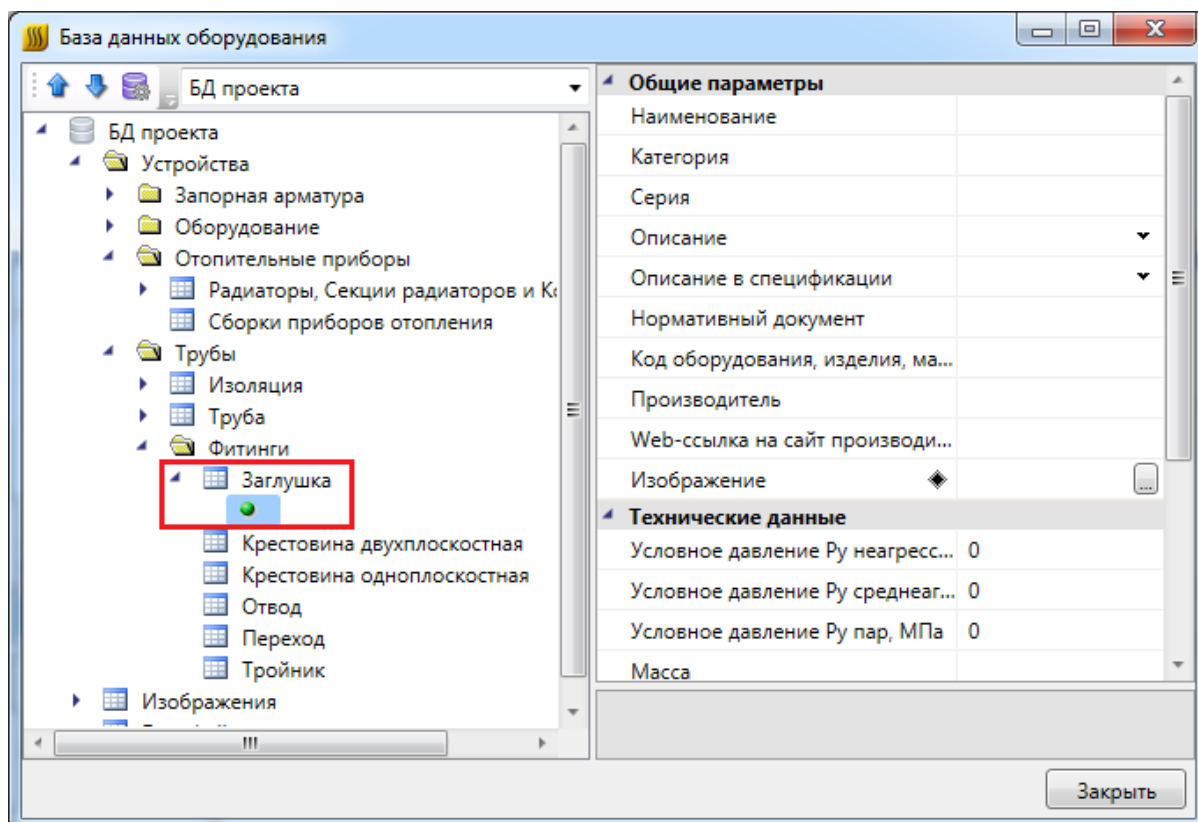 База данных оборудования
БД проекта
БД проекта
Устройства
Запорная арматура
Оборудование
Отопительные приборы
Радиаторы, Секции радиаторов и
Сборки приборов отопления
Трубы
Изоляция
Труба
Фитинги
Заглушка
Крестовина двухплоскостная
Крестовина одноплоскостная
Отвод
Переход
Тройник
Изображения
Общие параметры
Наименование
Категория
Серия
Описание
Описание в спецификации
Нормативный документ
Код оборудования, изделия, ма...
Производитель
Web-ссылка на сайт производи...
Изображение
...
Технические данные
Условное давление Ру неагресс... 0
Условное давление Ру среднеаг... 0
Условное давление Ру пар, МПа 0
Масса
Закрыть